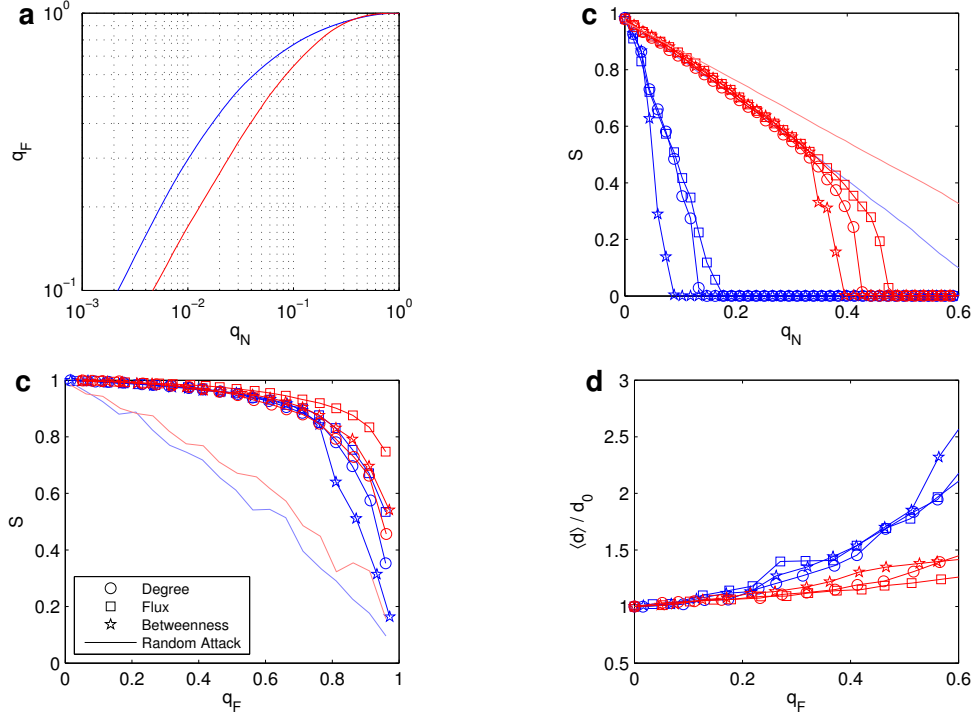 a
10^0
q_F
10^-1
10^-3
10^-2
10^-1
10^0
q_N
c
1
0.8
0.6
0.4
0.2
0
S
0
0.2
0.4
0.6
q_N
c
1
0.8
0.6
0.4
0.2
0
S
Degree
Flux
Betweenness
Random Attack
0
0.2
0.4
0.6
0.8
1
q_F
d
3
2.5
2
1.5
1
0.5
⟨d⟩ / d_0
0
0.2
0.4
0.6
q_F